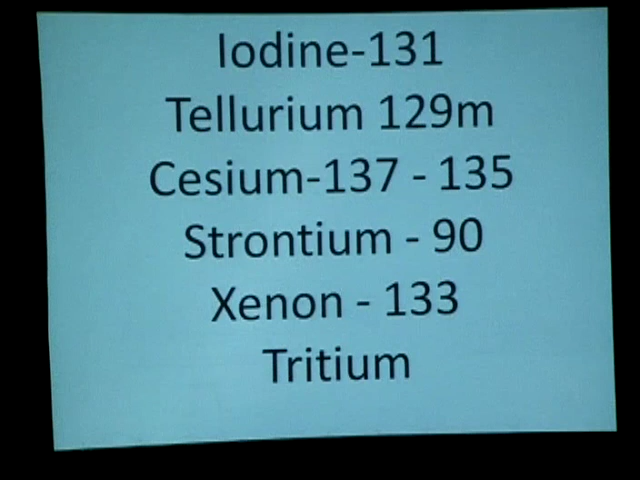 Iodine-131
Tellurium 129m
Cesium-137 - 135
Strontium - 90
Xenon - 133
Tritium